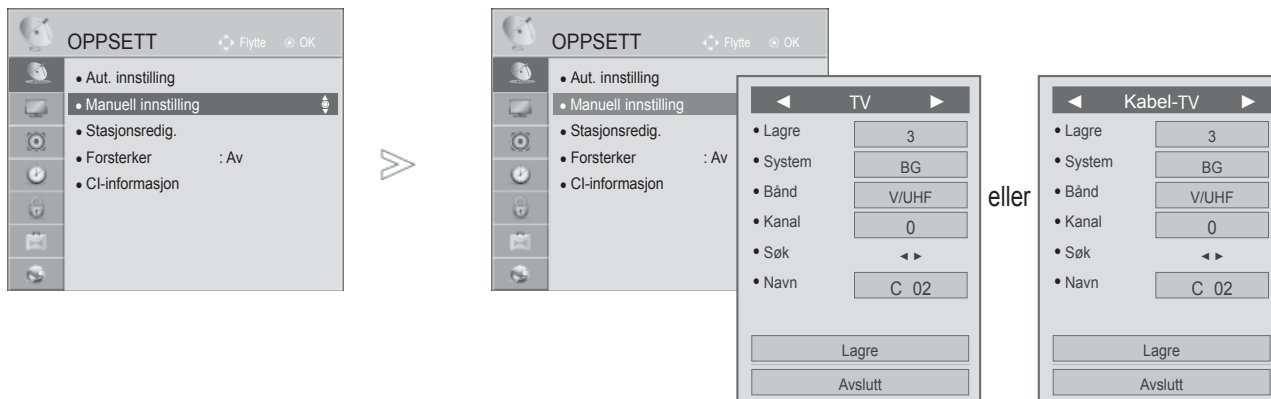 OPPSETT Flytte OK
• Aut. innstilling
• Manuell innstilling
• Stasjonsredig.
• Forsterker : Av
• CI-informasjon
OPPSETT Flytte OK
• Aut. innstilling
• Manuell innstilling
• Stasjonsredig.
• Forsterker : Av
• CI-informasjon
◄ TV ►
• Lagre 3
• System BG
• Bånd V/UHF
• Kanal 0
• Søk ◄ ►
• Navn C 02
Lagre
Avslutt
eller
◄ Kabel-TV ►
• Lagre 3
• System BG
• Bånd V/UHF
• Kanal 0
• Søk ◄ ►
• Navn C 02
Lagre
Avslutt